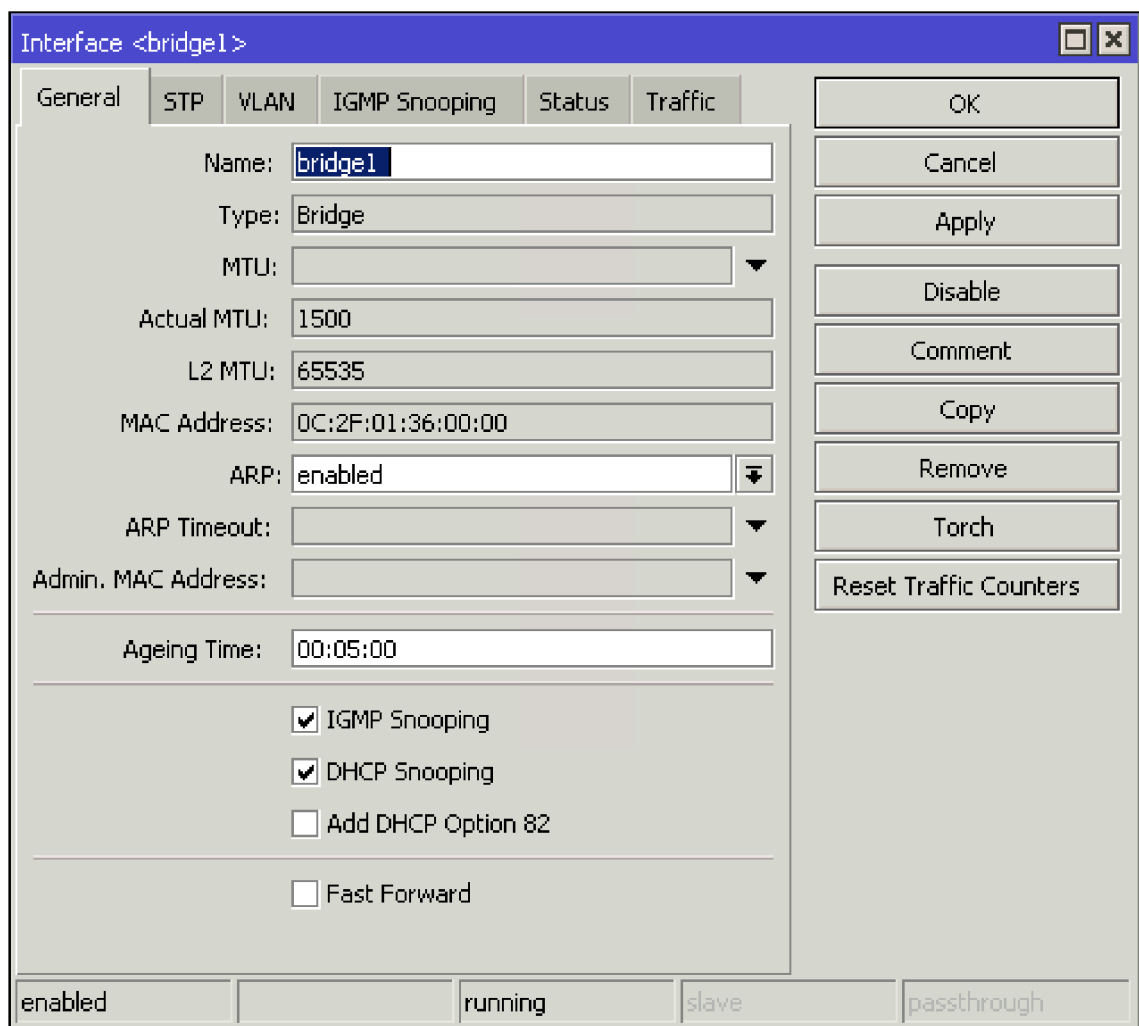 Interface <bridge1>
General STP VLAN IGMP Snooping Status Traffic
OK
Cancel
Apply
Disable
Comment
Copy
Remove
Torch
Reset Traffic Counters
Name: bridge1
Type: Bridge
MTU:
Actual MTU: 1500
L2 MTU: 65535
MAC Address: 0C:2F:01:36:00:00
ARP: enabled
ARP Timeout:
Admin. MAC Address:
Ageing Time: 00:05:00
IGMP Snooping
DHCP Snooping
Add DHCP Option 82
Fast Forward
enabled running slave passthrough